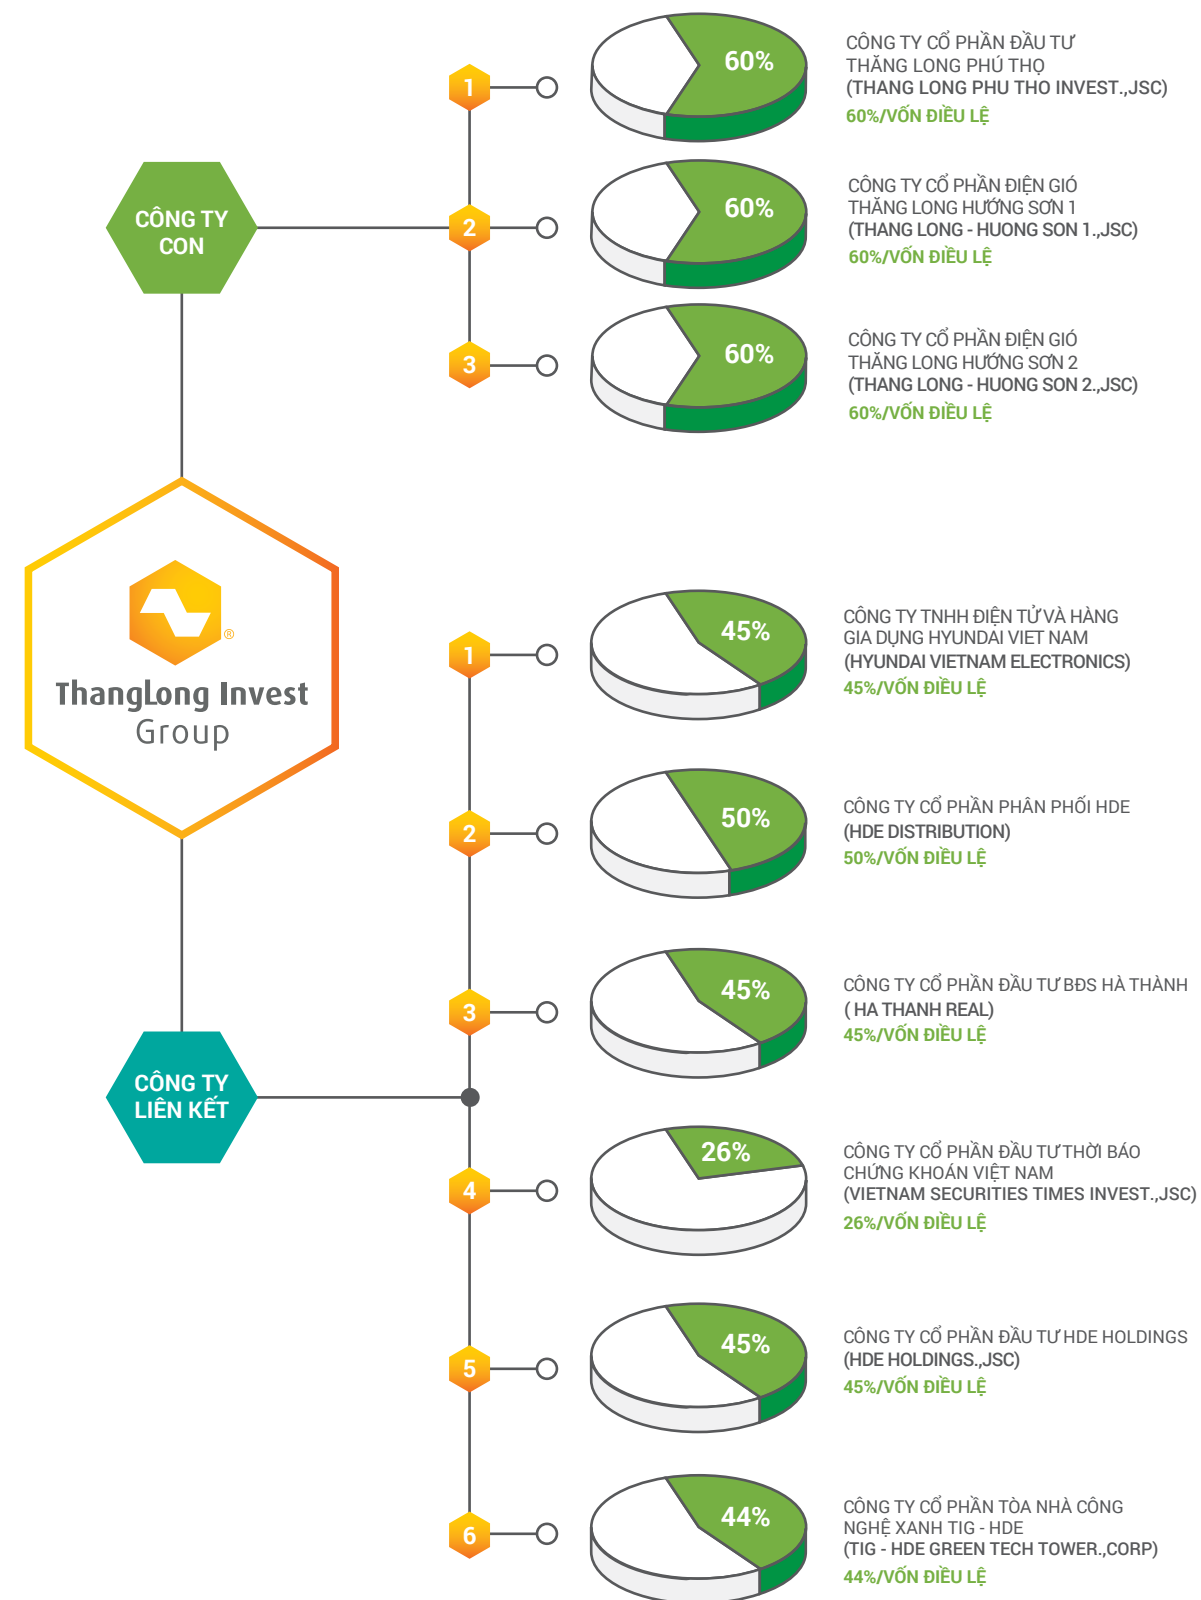 CÔNG TY
CON
1
60%
CÔNG TY CỔ PHẦN ĐẦU TƯ
THĂNG LONG PHÚ THỌ
(THANG LONG PHU THO INVEST.,JSC)
60%/VỐN ĐIỀU LỆ
2
60%
CÔNG TY CỔ PHẦN ĐIỆN GIÓ
THĂNG LONG HƯỚNG SƠN 1
(THANG LONG - HUONG SON 1.,JSC)
60%/VỐN ĐIỀU LỆ
3
60%
CÔNG TY CỔ PHẦN ĐIỆN GIÓ
THĂNG LONG HƯỚNG SƠN 2
(THANG LONG - HUONG SON 2.,JSC)
60%/VỐN ĐIỀU LỆ
®
ThangLong Invest
Group
CÔNG TY
LIÊN KẾT
1
45%
CÔNG TY TNHH ĐIỆN TỬ VÀ HÀNG
GIA DỤNG HYUNDAI VIET NAM
(HYUNDAI VIETNAM ELECTRONICS)
45%/VỐN ĐIỀU LỆ
2
50%
CÔNG TY CỔ PHẦN PHÂN PHỐI HDE
(HDE DISTRIBUTION)
50%/VỐN ĐIỀU LỆ
3
45%
CÔNG TY CỔ PHẦN ĐẦU TƯ BĐS HÀ THÀNH
( HA THANH REAL)
45%/VỐN ĐIỀU LỆ
4
26%
CÔNG TY CỔ PHẦN ĐẦU TƯ THỜI BÁO
CHỨNG KHOÁN VIỆT NAM
(VIETNAM SECURITIES TIMES INVEST.,JSC)
26%/VỐN ĐIỀU LỆ
5
45%
CÔNG TY CỔ PHẦN ĐẦU TƯ HDE HOLDINGS
(HDE HOLDINGS.,JSC)
45%/VỐN ĐIỀU LỆ
6
44%
CÔNG TY CỔ PHẦN TÒA NHÀ CÔNG
NGHỆ XANH TIG - HDE
(TIG - HDE GREEN TECH TOWER.,CORP)
44%/VỐN ĐIỀU LỆ